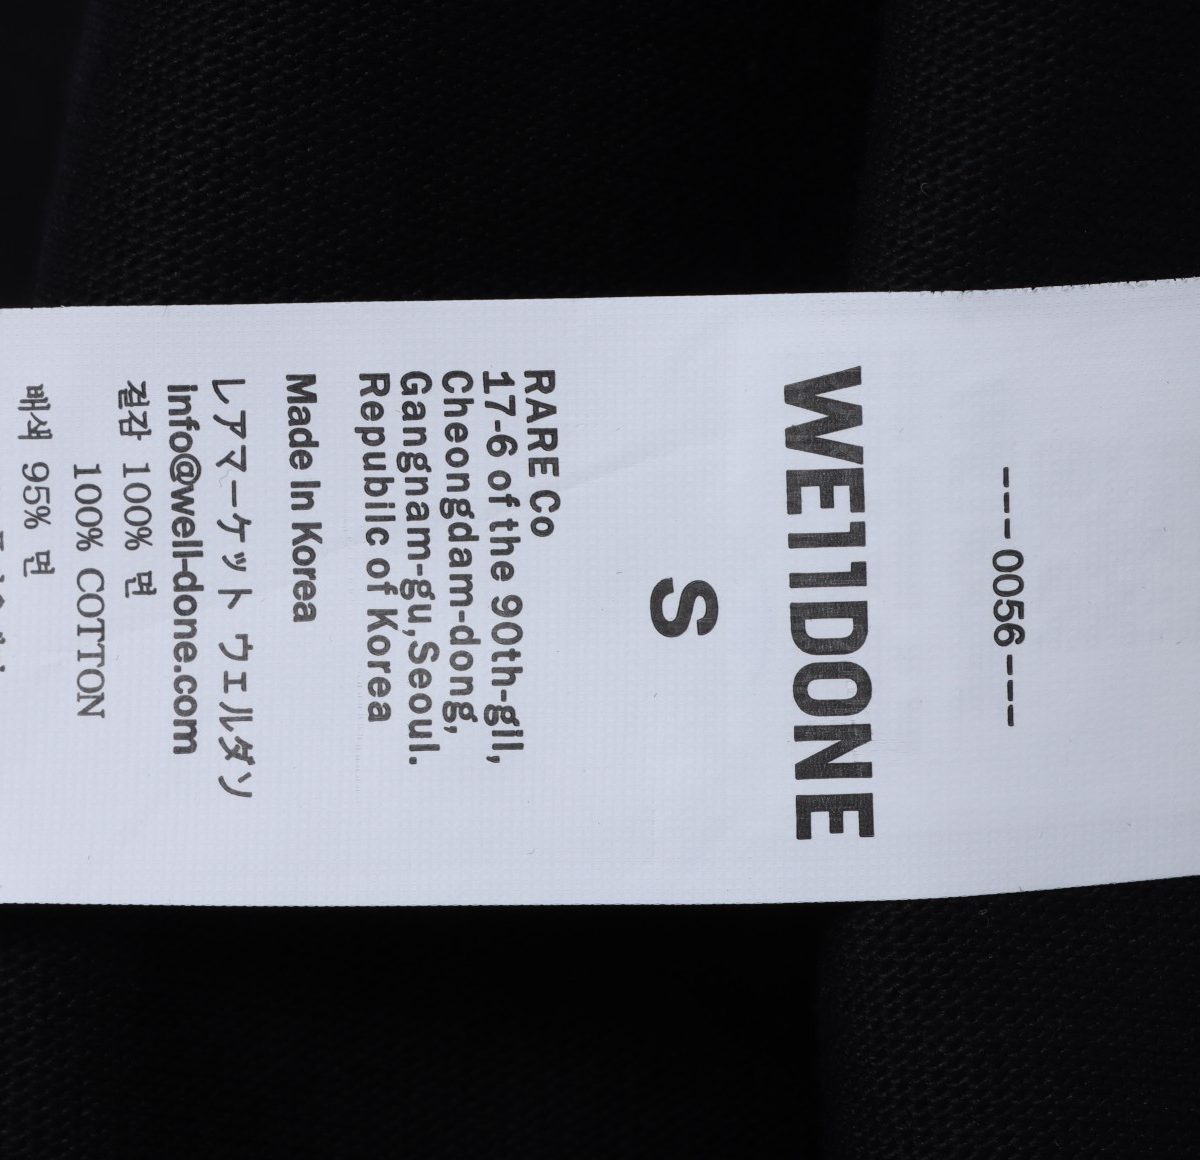 ---0056---
WE11DONE
S
RARE Co
17-6 of the 90th-gil,
Cheongdam-dong,
Gangnam-gu,Seoul.
Republic of Korea
Made In Korea
レアマーケット ウェルダン
info@well-done.com
겉감 100% 면
100% COTTON
배색 95% 면